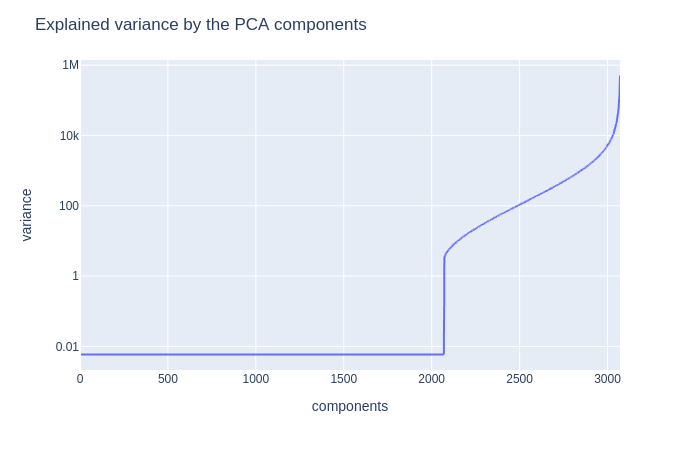 Explained variance by the PCA components
1M
10k
100
1
0.01
variance
0
500
1000
1500
2000
2500
3000
components